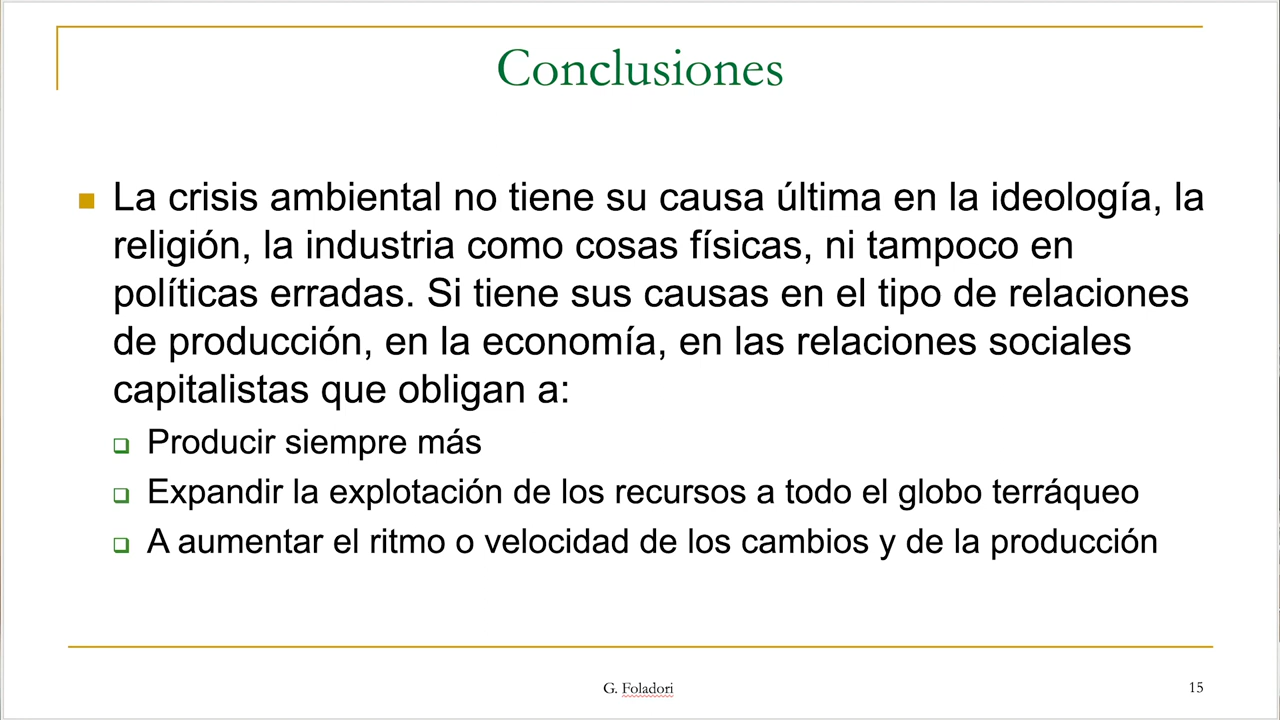 Conclusiones
La crisis ambiental no tiene su causa última en la ideología, la
religión, la industria como cosas físicas, ni tampoco en
políticas erradas. Si tiene sus causas en el tipo de relaciones
de producción, en la economía, en las relaciones sociales
capitalistas que obligan a:
Producir siempre más
Expandir la explotación de los recursos a todo el globo terráqueo
A aumentar el ritmo o velocidad de los cambios y de la producción
G. Foladori
15